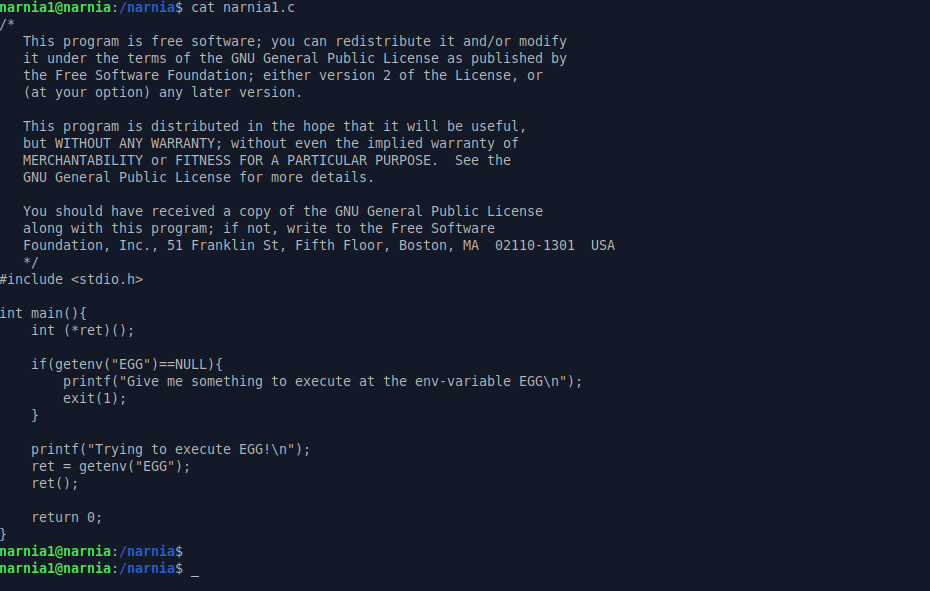 narnia1@narnia:/narnia$ cat narnia1.c
/*
   This program is free software; you can redistribute it and/or modify
   it under the terms of the GNU General Public License as published by
   the Free Software Foundation; either version 2 of the License, or
   (at your option) any later version.

   This program is distributed in the hope that it will be useful,
   but WITHOUT ANY WARRANTY; without even the implied warranty of
   MERCHANTABILITY or FITNESS FOR A PARTICULAR PURPOSE.  See the
   GNU General Public License for more details.

   You should have received a copy of the GNU General Public License
   along with this program; if not, write to the Free Software
   Foundation, Inc., 51 Franklin St, Fifth Floor, Boston, MA  02110-1301  USA
   */
#include <stdio.h>

int main(){
    int (*ret)();

    if(getenv("EGG")==NULL){
        printf("Give me something to execute at the env-variable EGG\n");
        exit(1);
    }

    printf("Trying to execute EGG!\n");
    ret = getenv("EGG");
    ret();

    return 0;
}
narnia1@narnia:/narnia$
narnia1@narnia:/narnia$ _